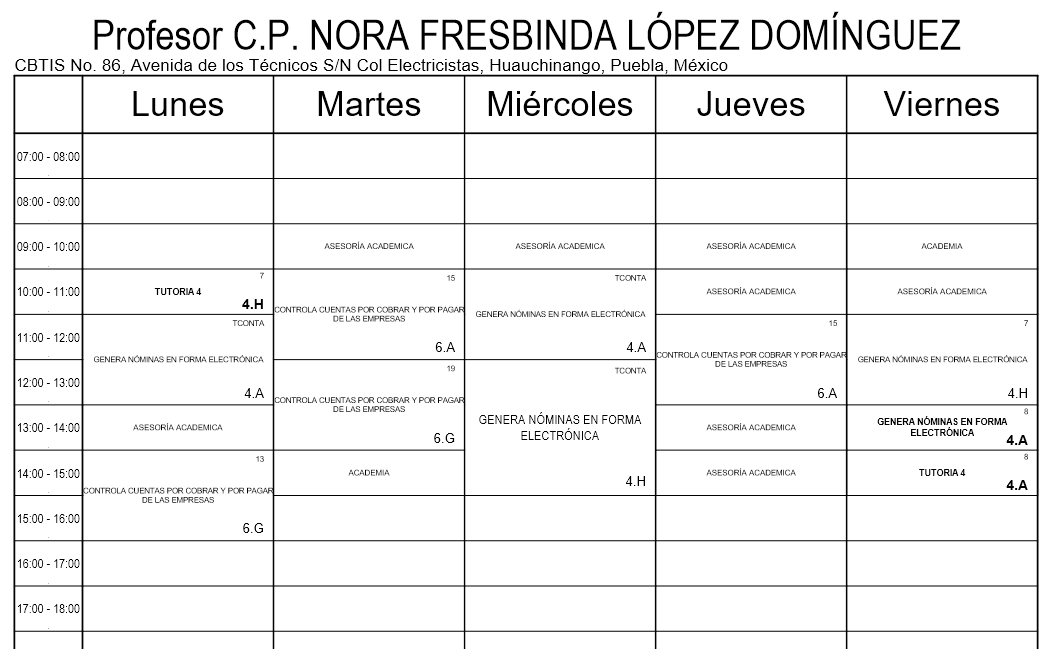 Profesor C.P. NORA FRESBINDA LÓPEZ DOMÍNGUEZ
CBTIS No. 86, Avenida de los Técnicos S/N Col Electricistas, Huauchinango, Puebla, México
Lunes Martes Miércoles Jueves Viernes
07:00 - 08:00
08:00 - 09:00
09:00 - 10:00
ASESORÍA ACADEMICA
ASESORÍA ACADEMICA
ASESORÍA ACADEMICA
ACADEMIA
10:00 - 11:00
7
TUTORIA 4
4.H
15
CONTROLA CUENTAS POR COBRAR Y POR PAGAR
DE LAS EMPRESAS
6.A
TCONTA
GENERA NÓMINAS EN FORMA ELECTRÓNICA
4.A
ASESORÍA ACADEMICA
ASESORÍA ACADEMICA
11:00 - 12:00
TCONTA
GENERA NÓMINAS EN FORMA ELECTRÓNICA
4.A
15
CONTROLA CUENTAS POR COBRAR Y POR PAGAR
DE LAS EMPRESAS
6.A
7
GENERA NÓMINAS EN FORMA ELECTRÓNICA
4.H
12:00 - 13:00
19
CONTROLA CUENTAS POR COBRAR Y POR PAGAR
DE LAS EMPRESAS
6.G
TCONTA
GENERA NÓMINAS EN FORMA
ELECTRÓNICA
4.H
13:00 - 14:00
ASESORÍA ACADEMICA
ASESORÍA ACADEMICA
8
GENERA NÓMINAS EN FORMA
ELECTRÓNICA
4.A
14:00 - 15:00
13
CONTROLA CUENTAS POR COBRAR Y POR PAGAR
DE LAS EMPRESAS
6.G
ACADEMIA
ASESORÍA ACADEMICA
8
TUTORIA 4
4.A
15:00 - 16:00
16:00 - 17:00
17:00 - 18:00